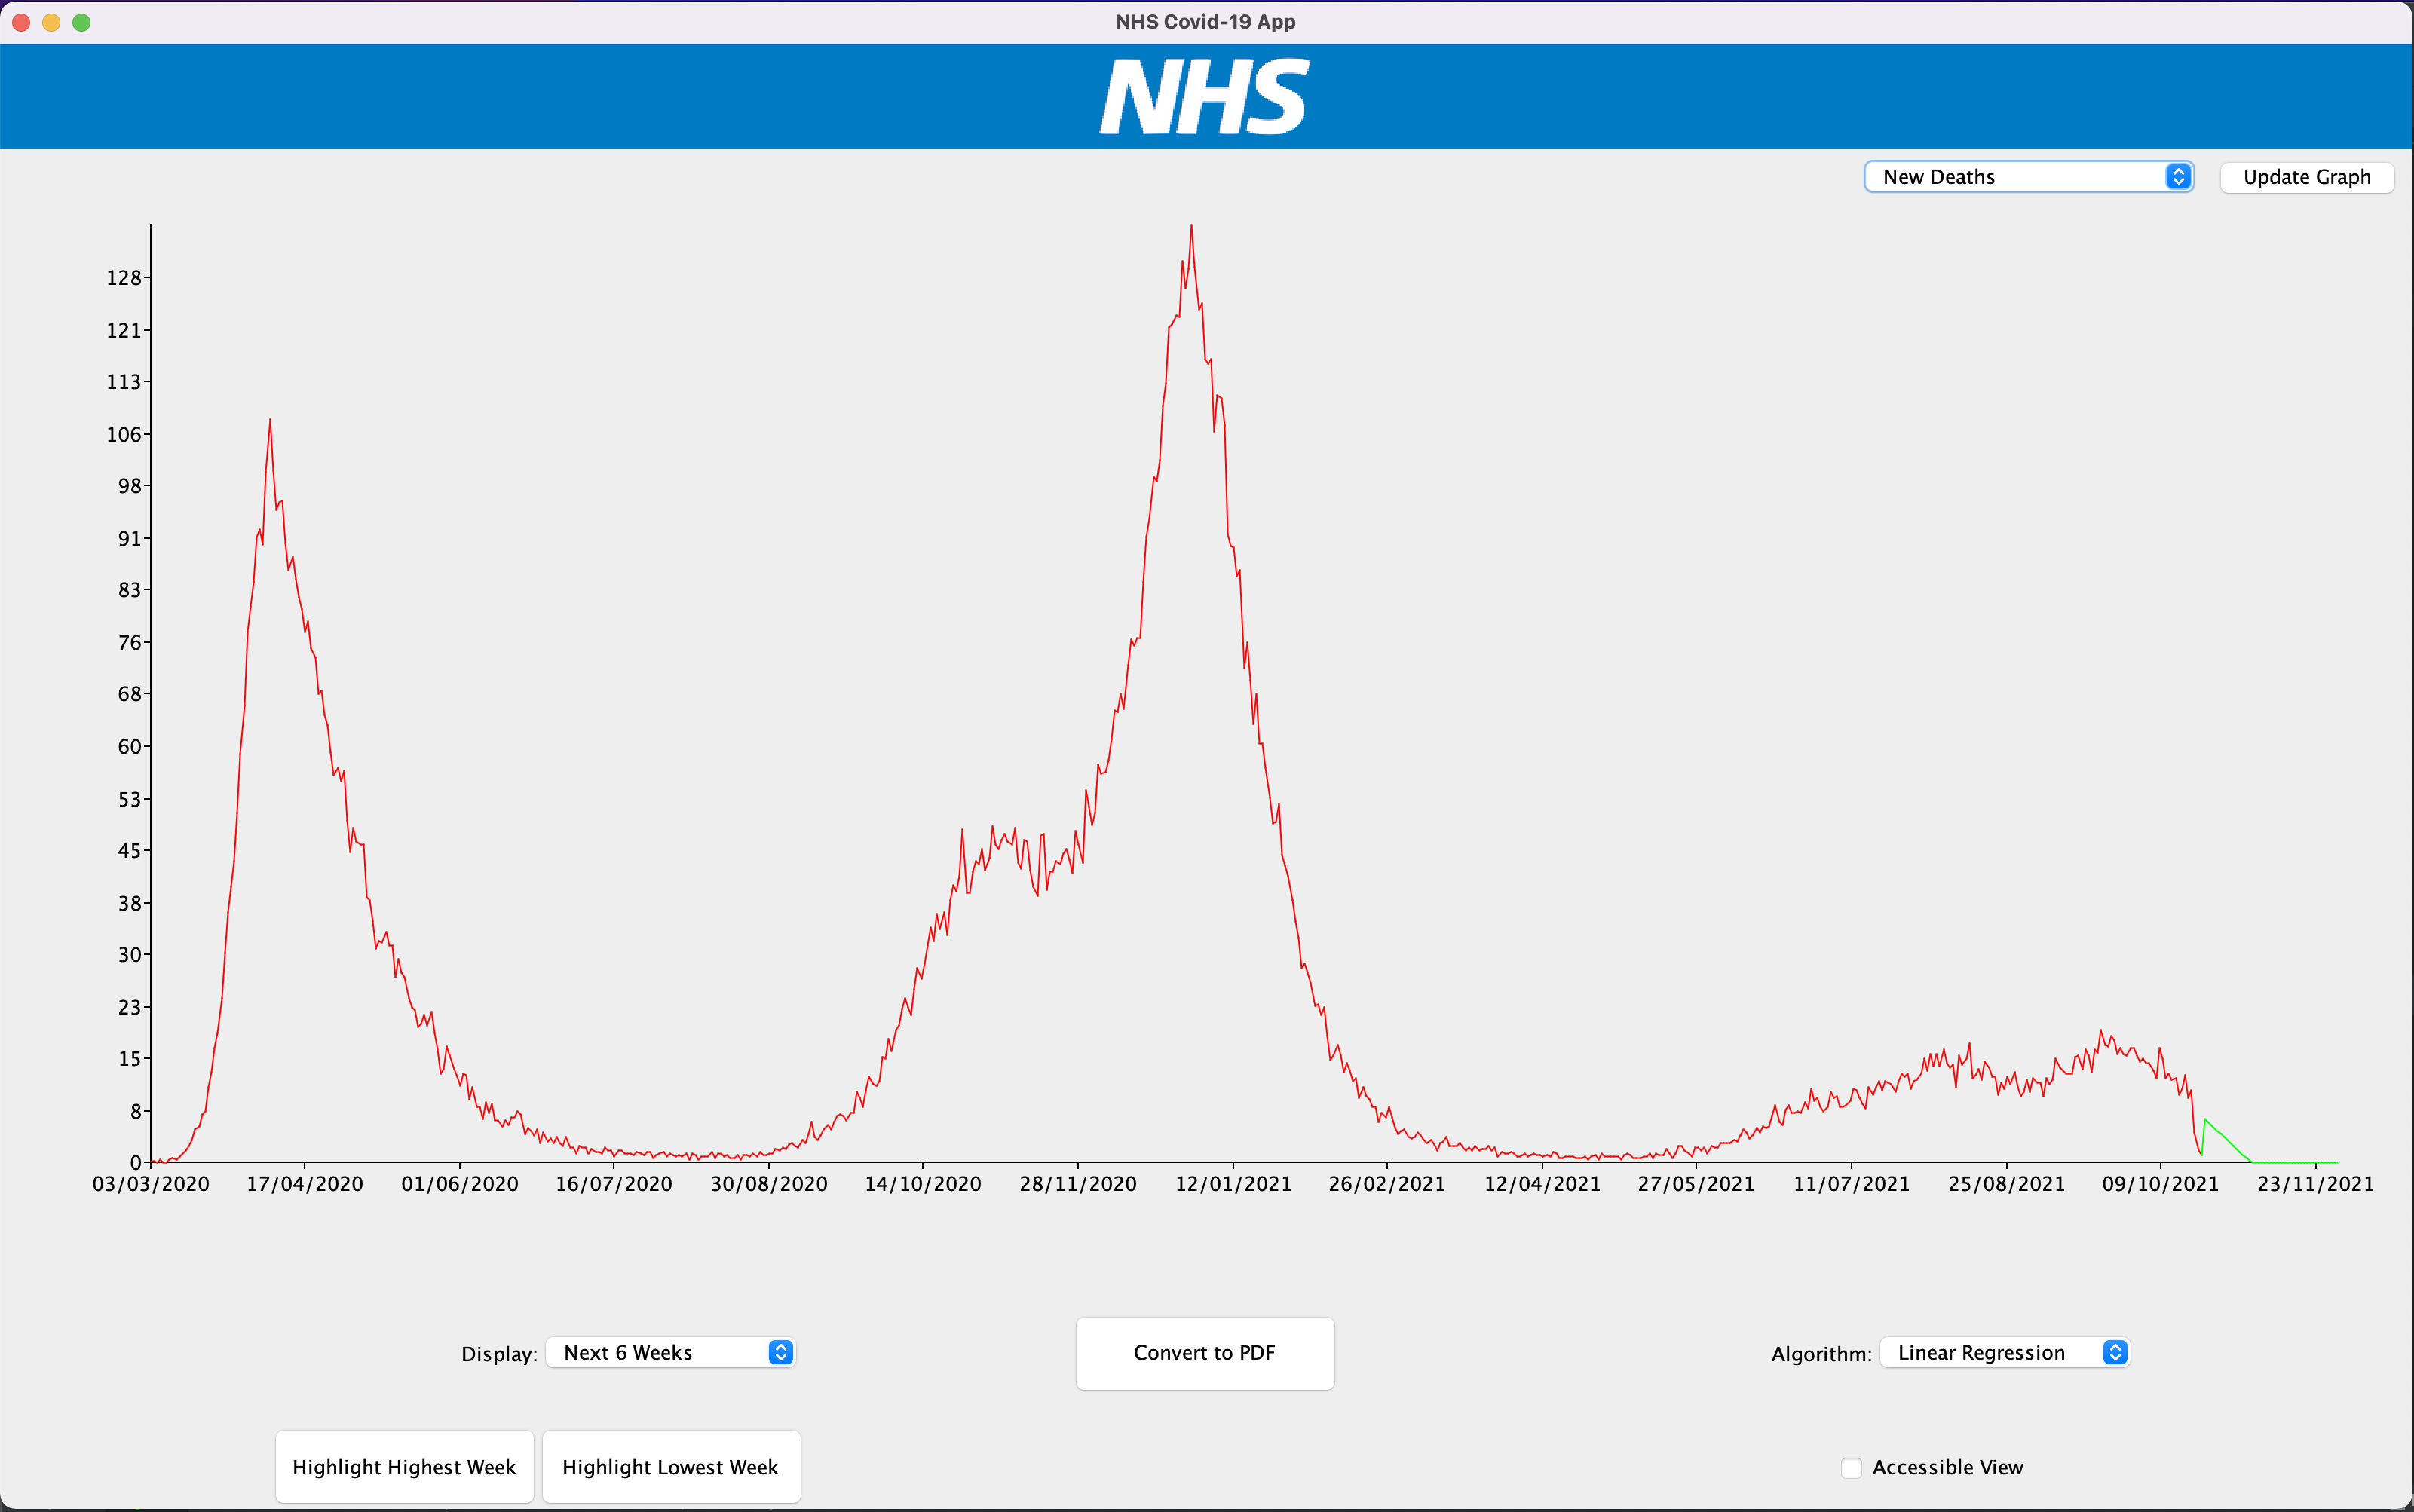 NHS Covid-19 App
NHS
New Deaths
Update Graph
128
121
113
106
98
91
83
76
68
60
53
45
38
30
23
15
8
0
03/03/2020 17/04/2020 01/06/2020 16/07/2020 30/08/2020 14/10/2020 28/11/2020 12/01/2021 26/02/2021 12/04/2021 27/05/2021 11/07/2021 25/08/2021 09/10/2021 23/11/2021
Display: Next 6 Weeks
Convert to PDF
Algorithm: Linear Regression
Highlight Highest Week
Highlight Lowest Week
Accessible View